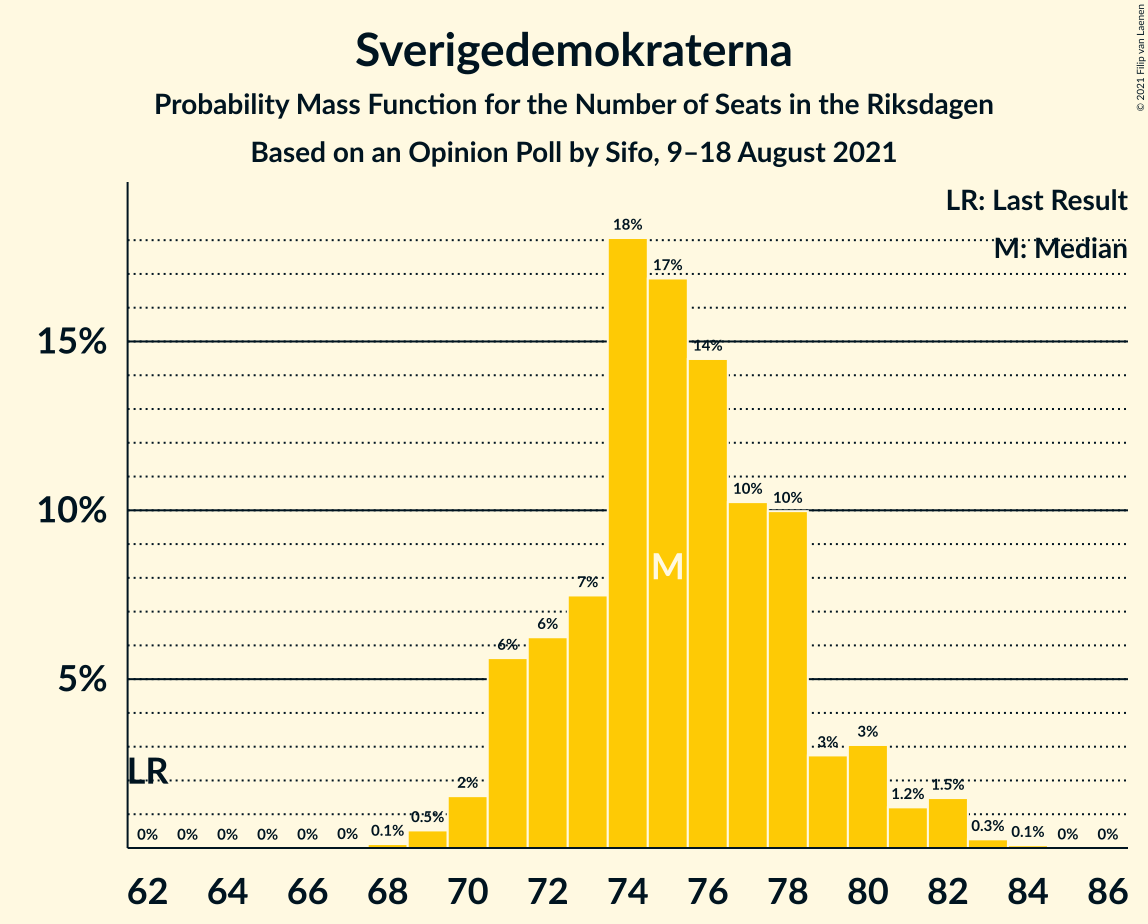 Sverigedemokraterna
Probability Mass Function for the Number of Seats in the Riksdagen
Based on an Opinion Poll by Sifo, 9–18 August 2021
© 2021 Filip van Laenen
LR: Last Result
M: Median
18%
17%
15%
14%
10%
10%
10%
M
7%
6%
6%
5%
3%
3%
LR
2%
1.5%
1.2%
0.5%
0.3%
0% 0% 0% 0% 0% 0% 0.1% 0.1% 0% 0%
62 64 66 68 70 72 74 76 78 80 82 84 86